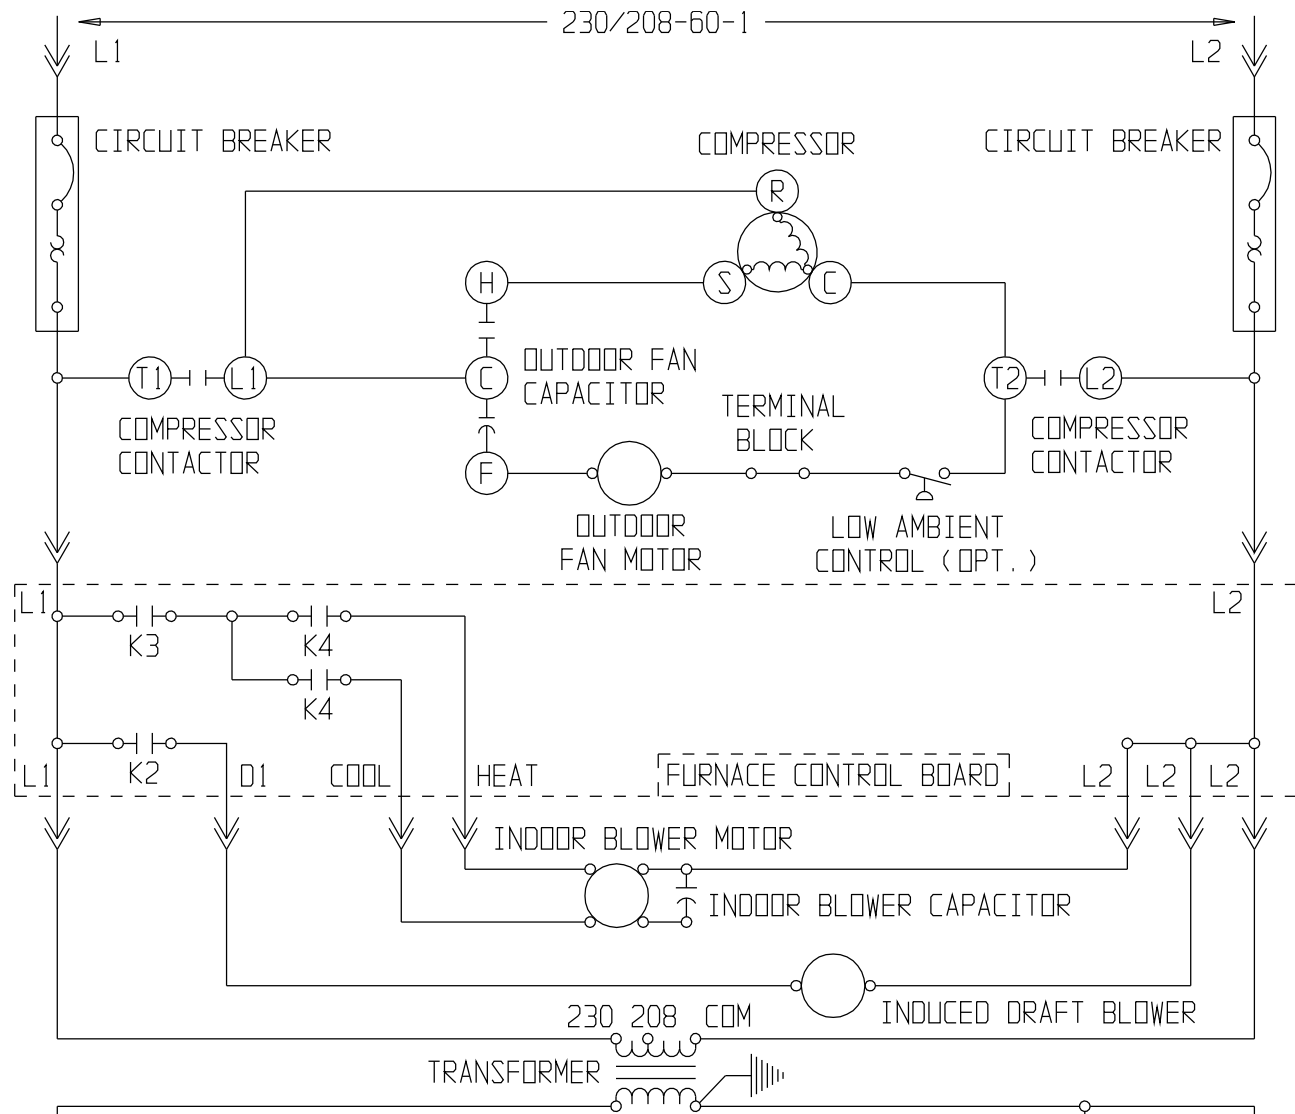 230/208-60-1
L1
L2
CIRCUIT BREAKER
COMPRESSOR
CIRCUIT BREAKER
R
H
S
C
OUTDOOR FAN
CAPACITOR
T1
L1
C
T2
L2
TERMINAL
BLOCK
COMPRESSOR
CONTACTOR
COMPRESSOR
CONTACTOR
F
OUTDOOR
FAN MOTOR
LOW AMBIENT
CONTROL (OPT.)
L1
L2
K3
K4
K4
K2
L1
D1
COOL
HEAT
FURNACE CONTROL BOARD
L2
L2
L2
INDOOR BLOWER MOTOR
INDOOR BLOWER CAPACITOR
INDUCED DRAFT BLOWER
230 208 COM
TRANSFORMER